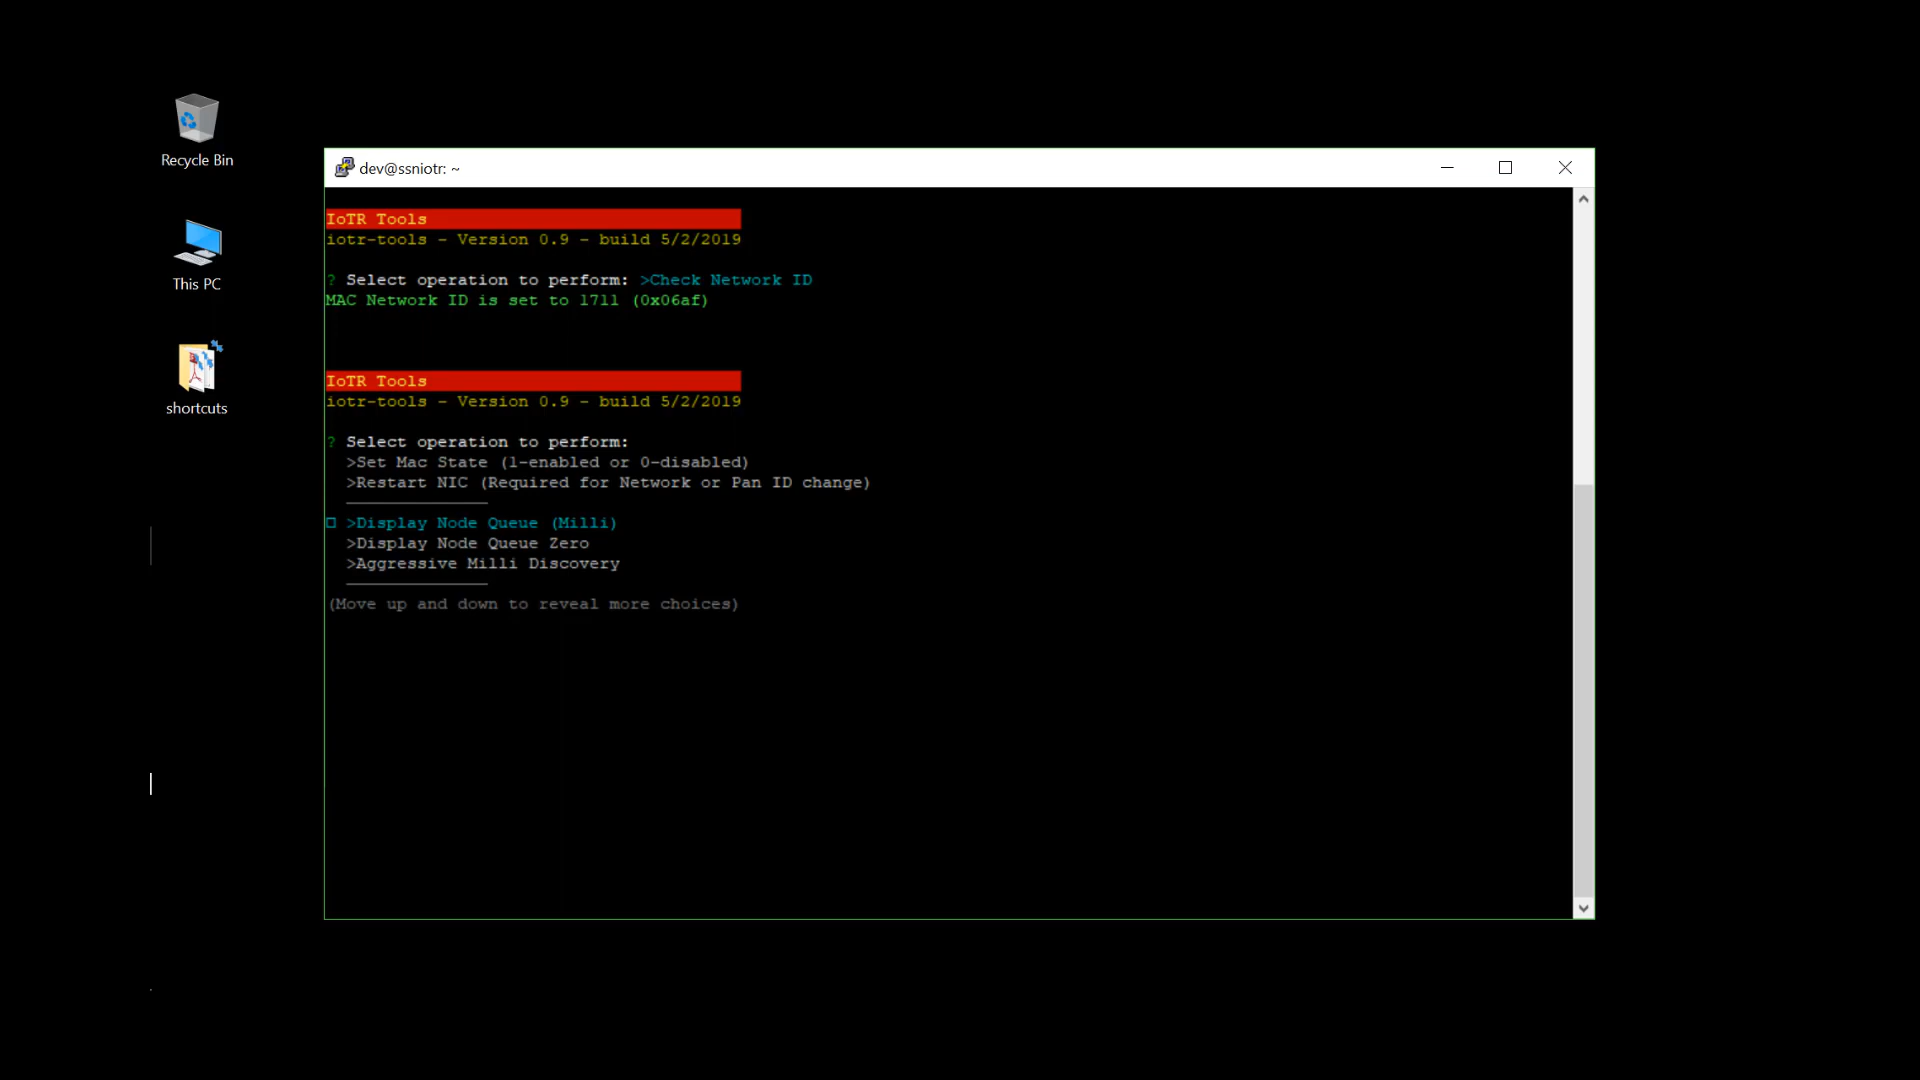 Recycle Bin
This PC
shortcuts
dev@ssniotr: ~
IoTR Tools
iotr-tools - Version 0.9 - build 5/2/2019
? Select operation to perform: >Check Network ID
MAC Network ID is set to 1711 (0x06af)
IoTR Tools
iotr-tools - Version 0.9 - build 5/2/2019
? Select operation to perform:
>Set Mac State (1-enabled or 0-disabled)
>Restart NIC (Required for Network or Pan ID change)
>Display Node Queue (Milli)
>Display Node Queue Zero
>Aggressive Milli Discovery
(Move up and down to reveal more choices)